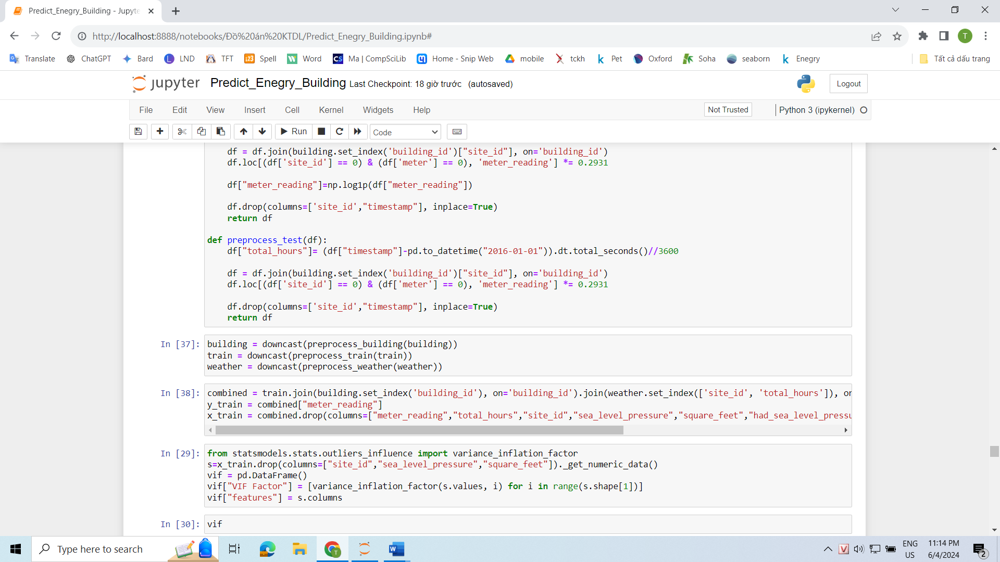 Predict_Enegry_Building - Jupyte
http://localhost:8888/notebooks/Đồ%20án%20KTDL/Predict_Enegry_Building.ipynb#
T
Translate ChatGPT Bard LND TFT Spell Word Ma | CompSciLib Home - Snip Web mobile tckh Pet Oxford Soha seaborn Enegry Tất cả dấu trang
jupyter Predict_Enegry_Building Last Checkpoint: 18 giờ trước (autosaved) Logout
File Edit View Insert Cell Kernel Widgets Help Not Trusted Python 3 (ipykernel)
Run Code
df = df.join(building.set_index('building_id')["site_id"], on='building_id')
df.loc[(df['site_id'] == 0) & (df['meter'] == 0), 'meter_reading'] *= 0.2931
df["meter_reading"]=np.log1p(df["meter_reading"])
df.drop(columns=['site_id',"timestamp"], inplace=True)
return df
def preprocess_test(df):
df["total_hours"]= (df["timestamp"]-pd.to_datetime("2016-01-01")).dt.total_seconds()//3600
df = df.join(building.set_index('building_id')["site_id"], on='building_id')
df.loc[(df['site_id'] == 0) & (df['meter'] == 0), 'meter_reading'] *= 0.2931
df.drop(columns=['site_id',"timestamp"], inplace=True)
return df
In [37]: building = downcast(preprocess_building(building))
train = downcast(preprocess_train(train))
weather = downcast(preprocess_weather(weather))
In [38]: combined = train.join(building.set_index('building_id'), on='building_id').join(weather.set_index(['site_id', 'total_hours']), on
y_train = combined["meter_reading"]
x_train = combined.drop(columns=["meter_reading","total_hours","site_id","sea_level_pressure","square_feet","had_sea_level_pressu
In [29]: from statsmodels.stats.outliers_influence import variance_inflation_factor
s=x_train.drop(columns=["site_id","sea_level_pressure","square_feet"])._get_numeric_data()
vif = pd.DataFrame()
vif["VIF Factor"] = [variance_inflation_factor(s.values, i) for i in range(s.shape[1])]
vif["features"] = s.columns
In [30]: vif
Type here to search
ENG
US
11:14 PM
6/4/2024
2